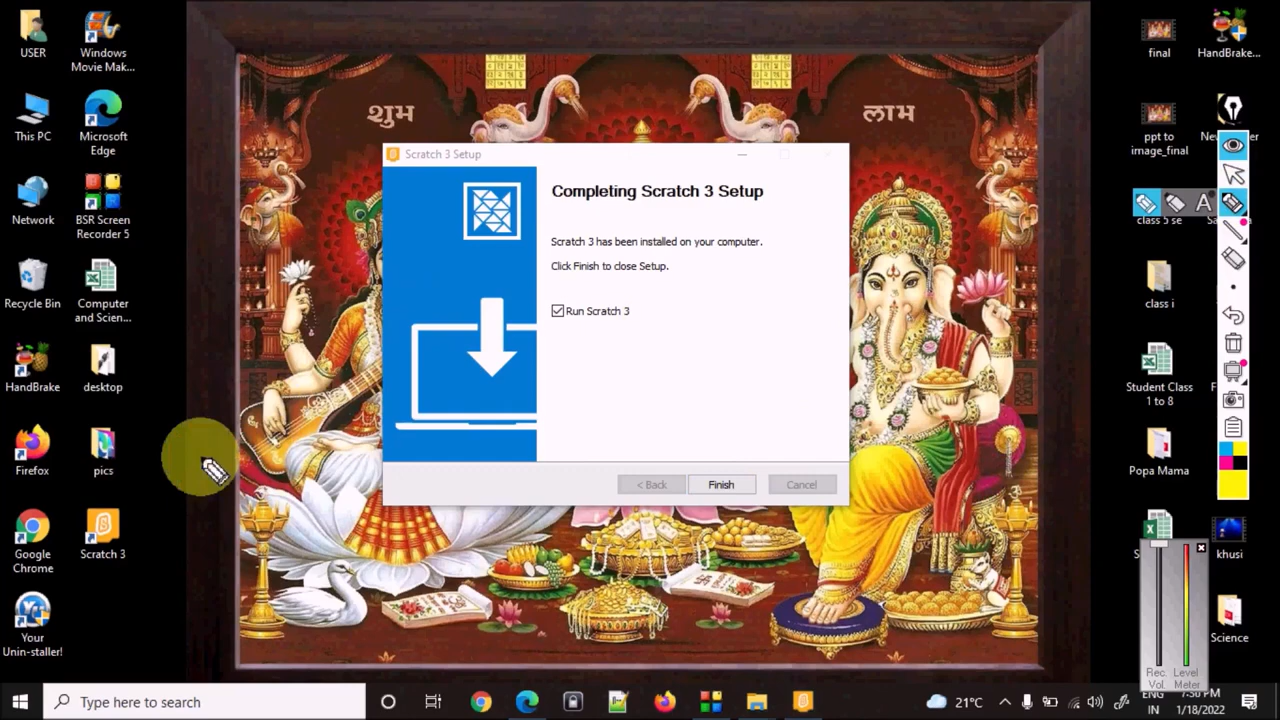 USER
Windows
Movie Mak...
This PC
Microsoft
Edge
Network
BSR Screen
Recorder 5
Recycle Bin
Computer
and Scien...
HandBrake
desktop
Firefox
pics
Google
Chrome
Scratch 3
Your
Unin-staller!
शुभ
लाभ
Scratch 3 Setup
Completing Scratch 3 Setup
Scratch 3 has been installed on your computer.
Click Finish to close Setup.
Run Scratch 3
< Back
Finish
Cancel
final
HandBrake...
ppt to
image_final
A
class 5 se
class i
Student Class
1 to 8
Popa Mama
khusi
Science
Rec.
Vol
Level
Meter
Type here to search
21°C
ENG
IN
7:50 PM
1/18/2022